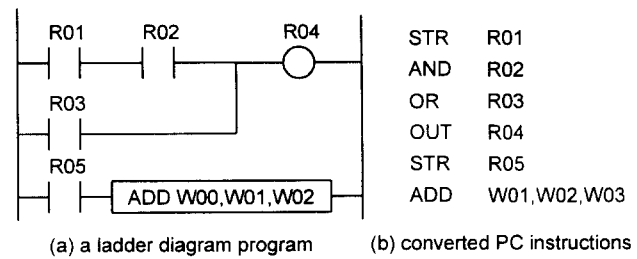 R01 R02 R04
R03
R05
ADD W00,W01,W02
(a) a ladder diagram program
STR R01
AND R02
OR R03
OUT R04
STR R05
ADD W01,W02,W03
(b) converted PC instructions